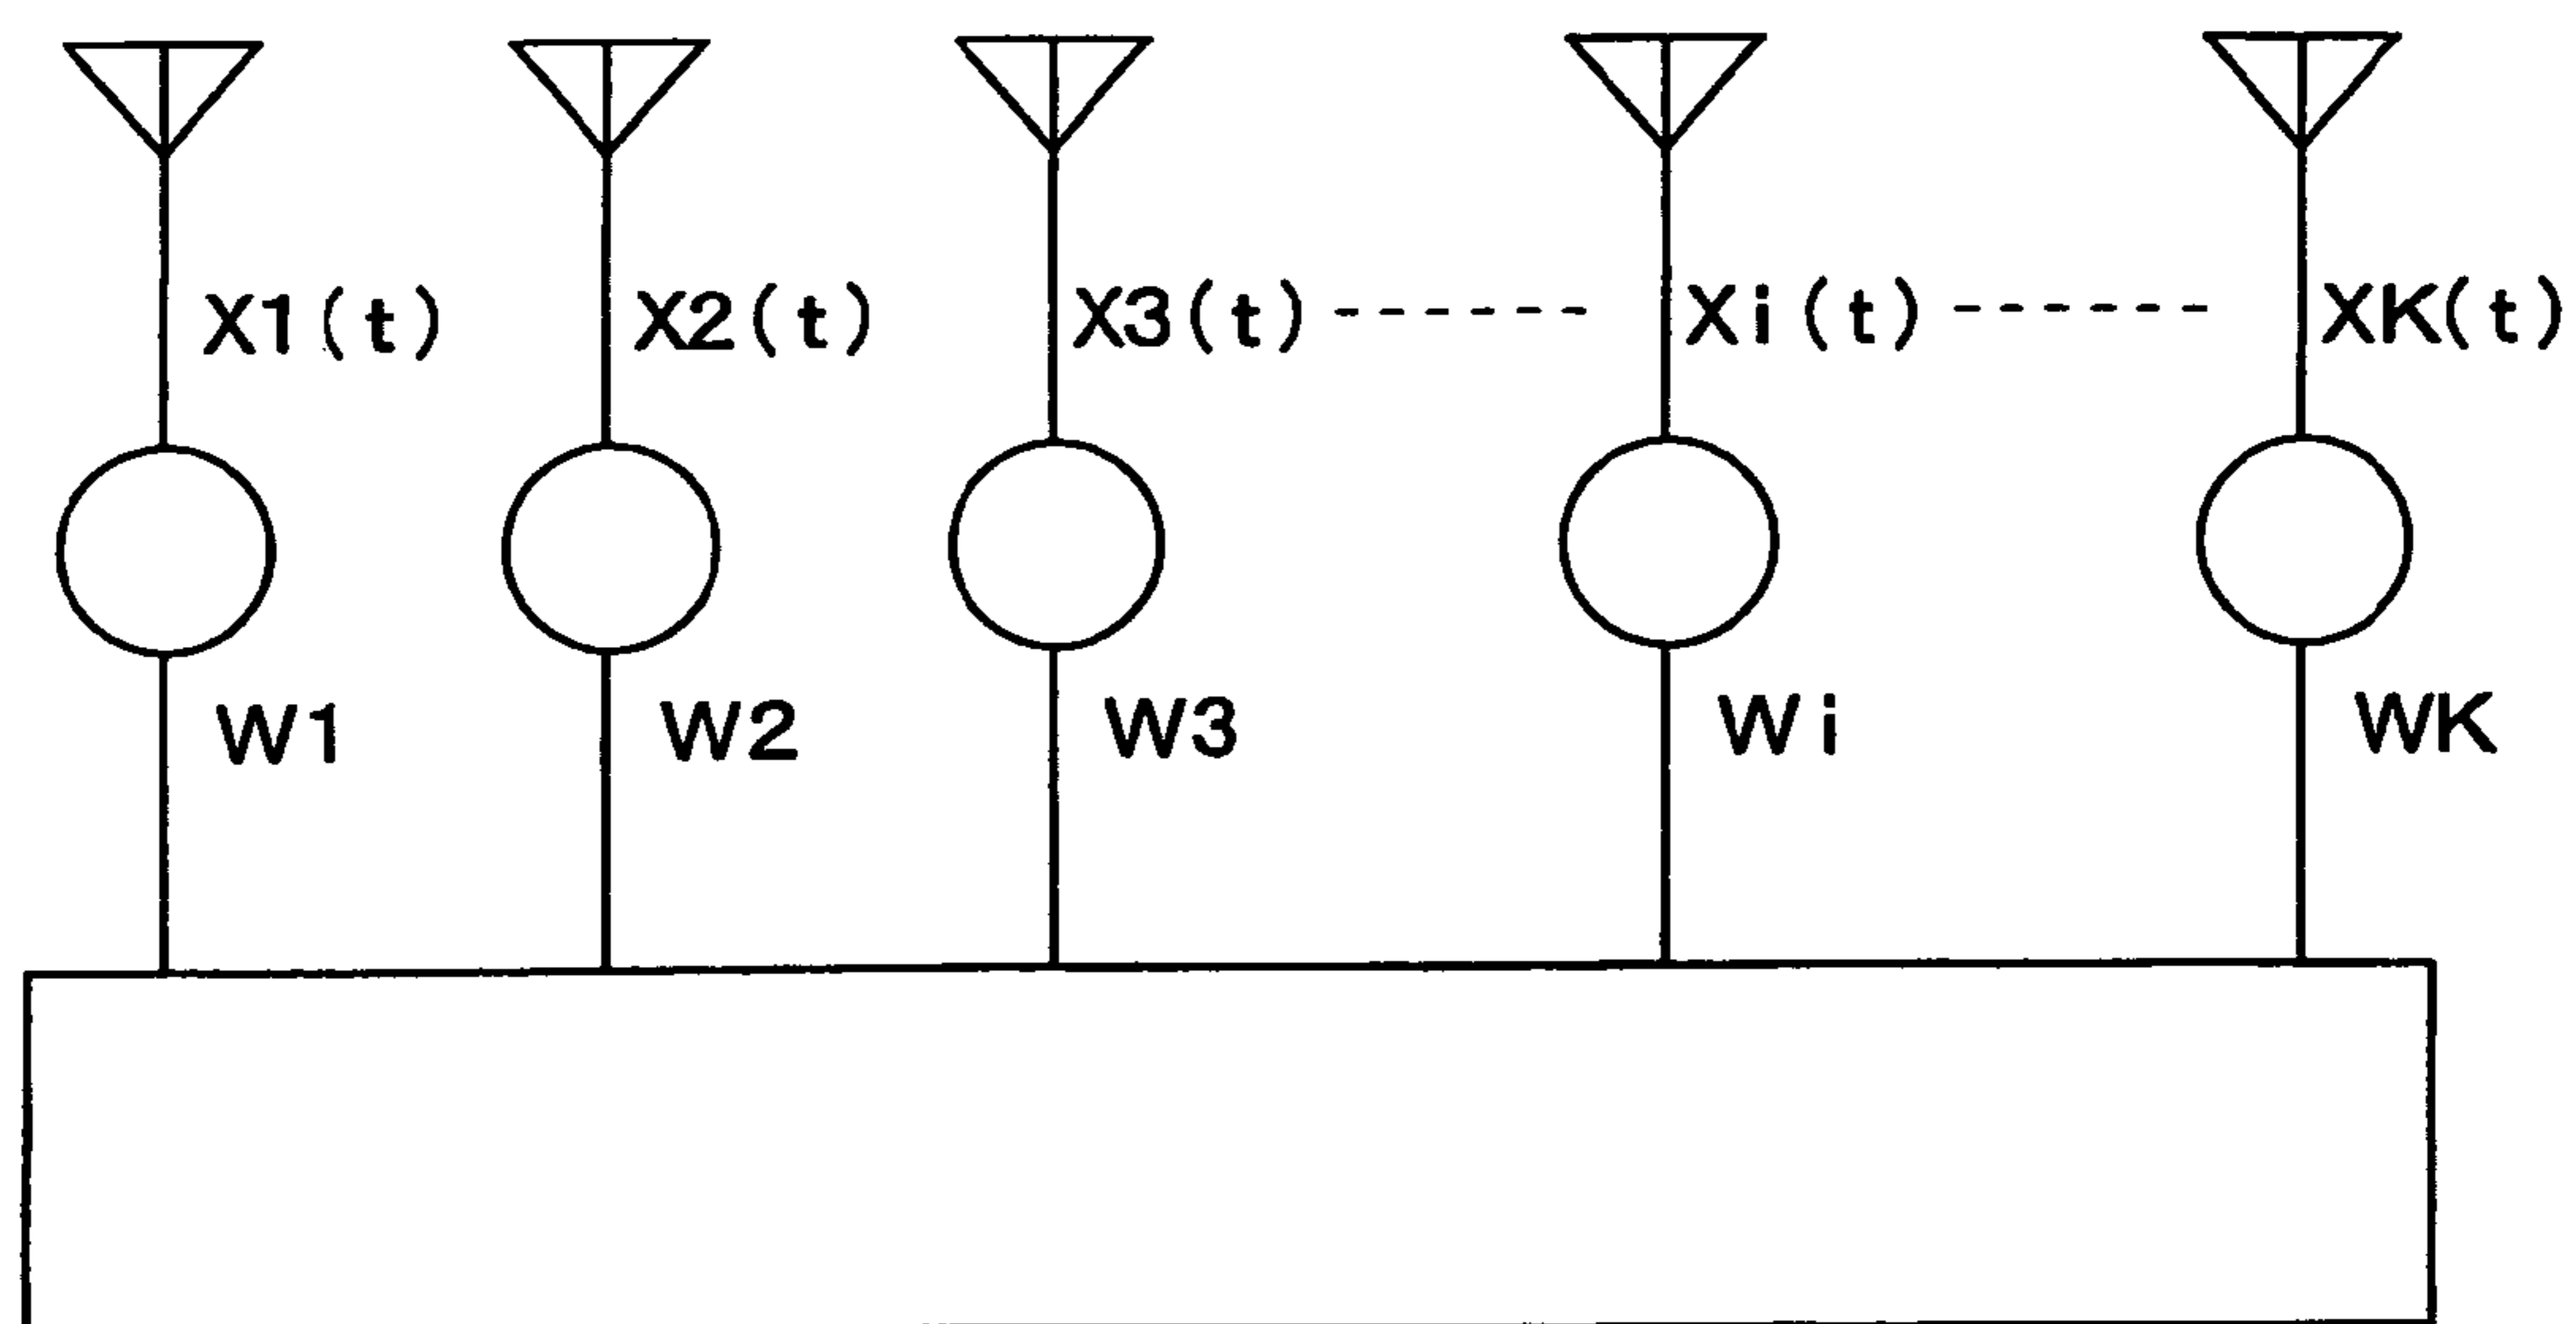 X1(t) X2(t) X3(t) ------ Xi(t) ------ XK(t)
W1 W2 W3 Wi WK